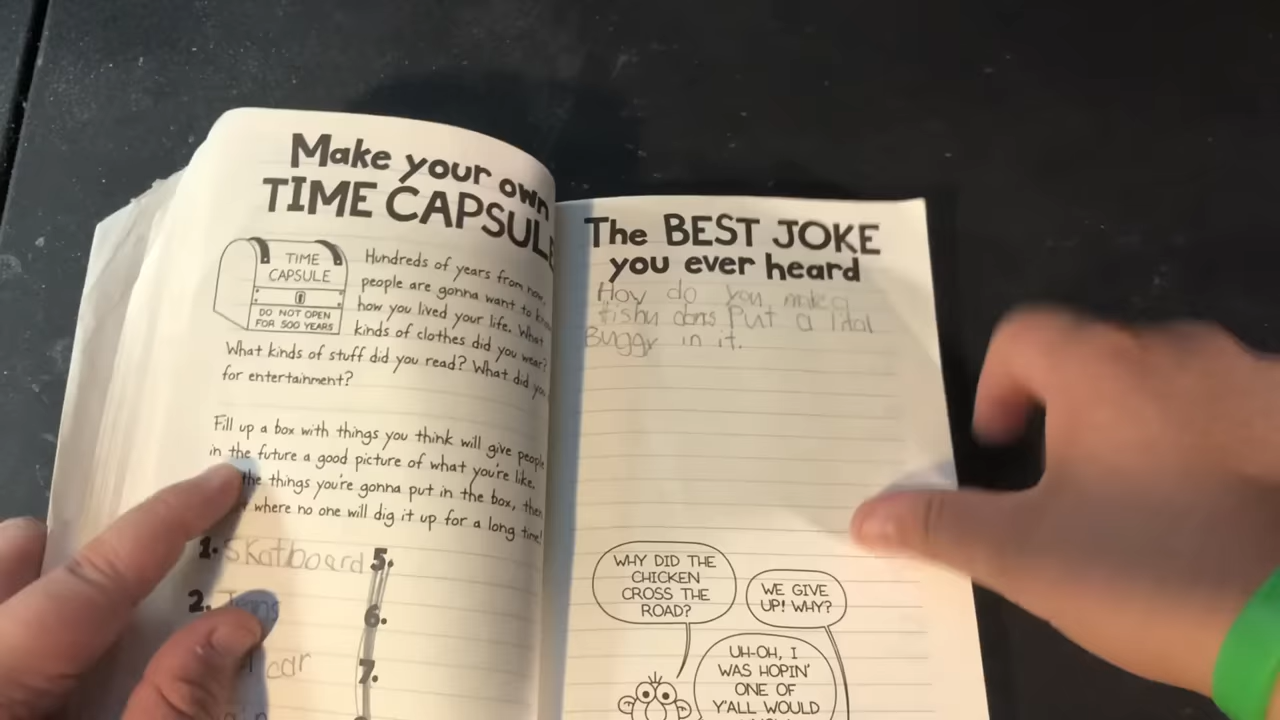 Make your own
TIME CAPSULE
TIME
CAPSULE
DO NOT OPEN
FOR 500 YEARS
Hundreds of years from now,
people are gonna want to
how you lived your life. What
kinds of clothes did you wear?
What kinds of stuff did you read? What did
for entertainment?
Fill up a box with things you think will give people
in the future a good picture of what you're like.
the things you're gonna put in the box, then
where no one will dig it up for a long time!
1. Skatboard 5.
2. 6.
car 7.
The BEST JOKE
you ever heard
How do you make a
fishy dans Put a lital
Buggy in it.
WHY DID THE
CHICKEN
CROSS THE
ROAD?
WE GIVE
UP! WHY?
UH-OH, I
WAS HOPIN'
ONE OF
Y'ALL WOULD